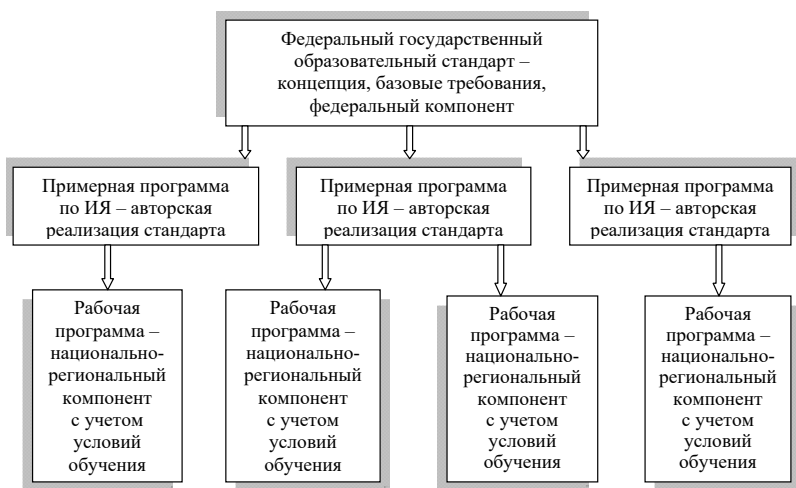 Федеральный государственный
образовательный стандарт –
концепция, базовые требования,
федеральный компонент
Примерная программа
по ИЯ – авторская
реализация стандарта
Примерная программа
по ИЯ – авторская
реализация стандарта
Примерная программа
по ИЯ – авторская
реализация стандарта
Рабочая
программа –
национально-
региональный
компонент
с учетом
условий
обучения
Рабочая
программа –
национально-
региональный
компонент
с учетом
условий
обучения
Рабочая
программа –
национально-
региональный
компонент
с учетом
условий
обучения
Рабочая
программа –
национально-
региональный
компонент
с учетом
условий
обучения